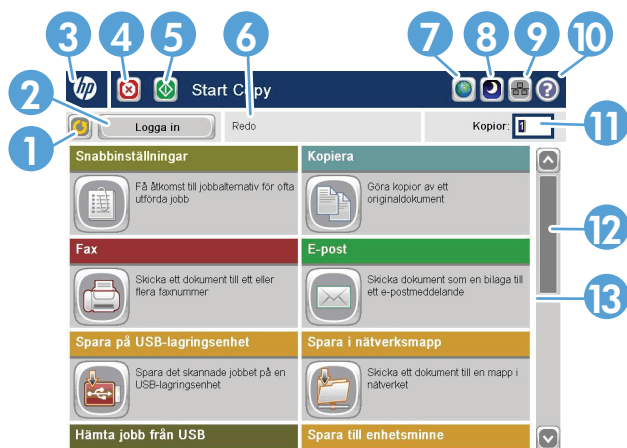 3 4 5 6 7 8 9 10
hp Start Copy ?
2 Logga in Redo Kopior: 1 11
1
Snabbinställningar
Få åtkomst till jobbalternativ för ofta
utförda jobb
Kopiera
Göra kopior av ett
originaldokument
12
Fax
Skicka ett dokument till ett eller
flera faxnummer
E-post
Skicka dokument som en bilaga till
ett e-postmeddelande
13
Spara på USB-lagringsenhet
Spara det skannade jobbet på en
USB-lagringsenhet
Spara i nätverksmapp
Skicka ett dokument till en mapp i
nätverket
Hämta jobb från USB
Spara till enhetsminne